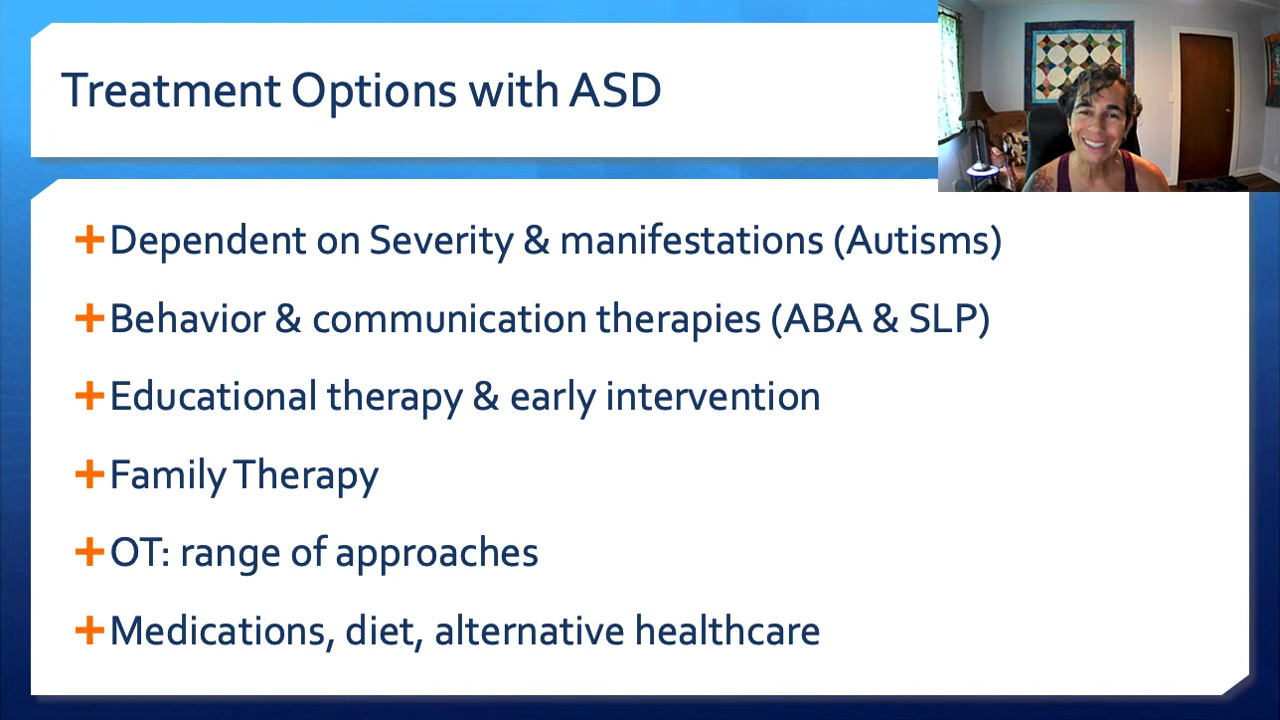 Treatment Options with ASD
Dependent on Severity & manifestations (Autisms)
Behavior & communication therapies (ABA & SLP)
Educational therapy & early intervention
Family Therapy
OT: range of approaches
Medications, diet, alternative healthcare